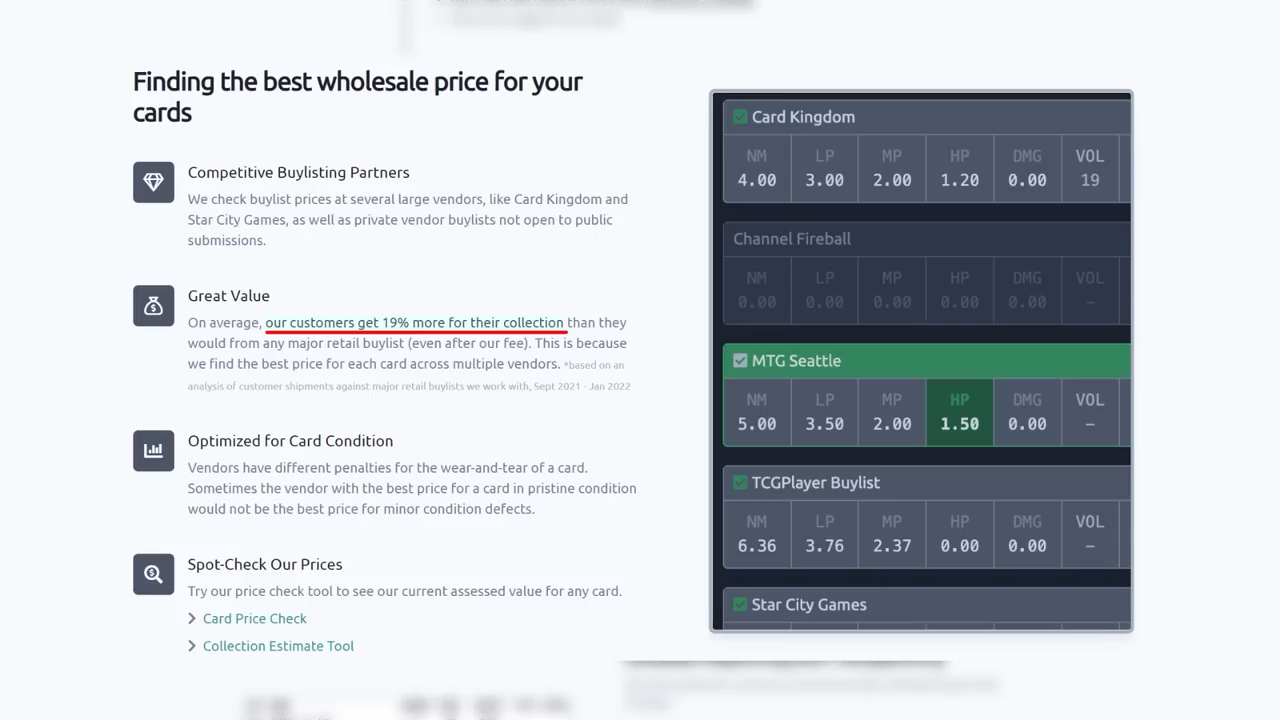 Finding the best wholesale price for your
cards
Competitive Buylisting Partners
We check buylist prices at several large vendors, like Card Kingdom and
Star City Games, as well as private vendor buylists not open to public
submissions.
Great Value
On average, our customers get 19% more for their collection than they
would from any major retail buylist (even after our fee). This is because
we find the best price for each card across multiple vendors. *based on an
analysis of customer shipments against major retail buylists we work with, Sept 2021 - Jan 2022
Optimized for Card Condition
Vendors have different penalties for the wear-and-tear of a card.
Sometimes the vendor with the best price for a card in pristine condition
would not be the best price for minor condition defects.
Spot-Check Our Prices
Try our price check tool to see our current assessed value for any card.
Card Price Check
Collection Estimate Tool
Card Kingdom
NM LP MP HP DMG VOL
4.00 3.00 2.00 1.20 0.00 19
Channel Fireball
NM LP MP HP DMG VOL
0.00 0.00 0.00 0.00 0.00 –
MTG Seattle
NM LP MP HP DMG VOL
5.00 3.50 2.00 1.50 0.00 –
TCGPlayer Buylist
NM LP MP HP DMG VOL
6.36 3.76 2.37 0.00 0.00 –
Star City Games